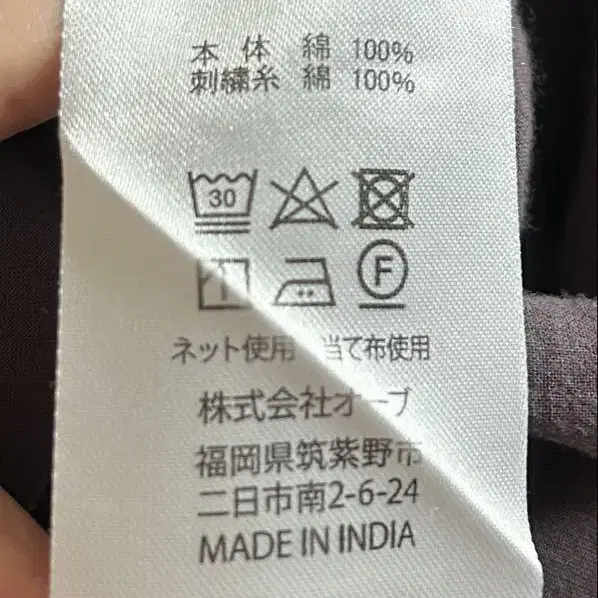 本 体 綿 100%
刺繍糸 綿 100%
30
F
ネット使用 当て布使用
株式会社オーブ
福岡県筑紫野市
二日市南2-6-24
MADE IN INDIA